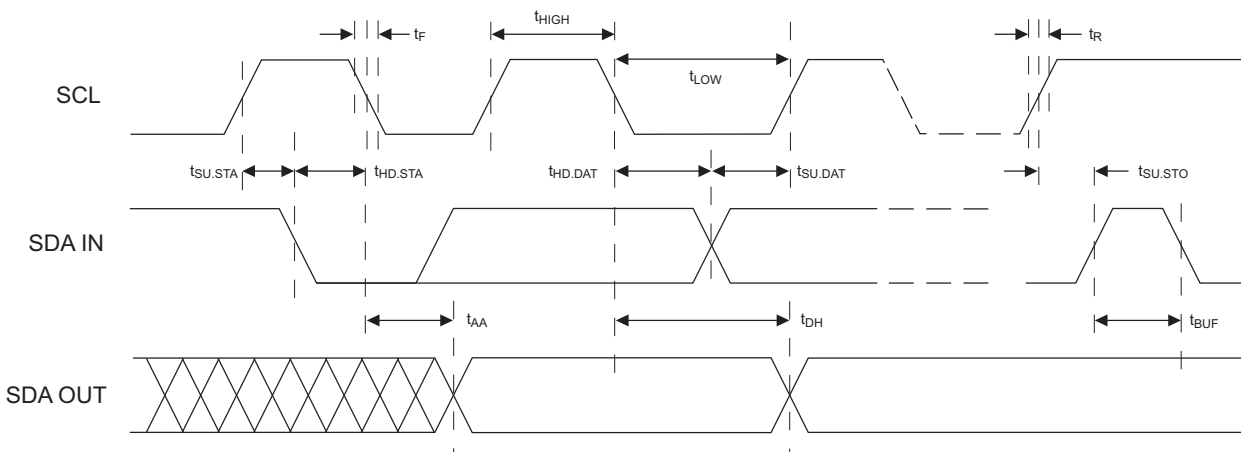 tHIGH
tF
tR
tLOW
SCL
tSU.STA
tHD.STA
tHD.DAT
tSU.DAT
tSU.STO
SDA IN
tAA
tDH
tBUF
SDA OUT